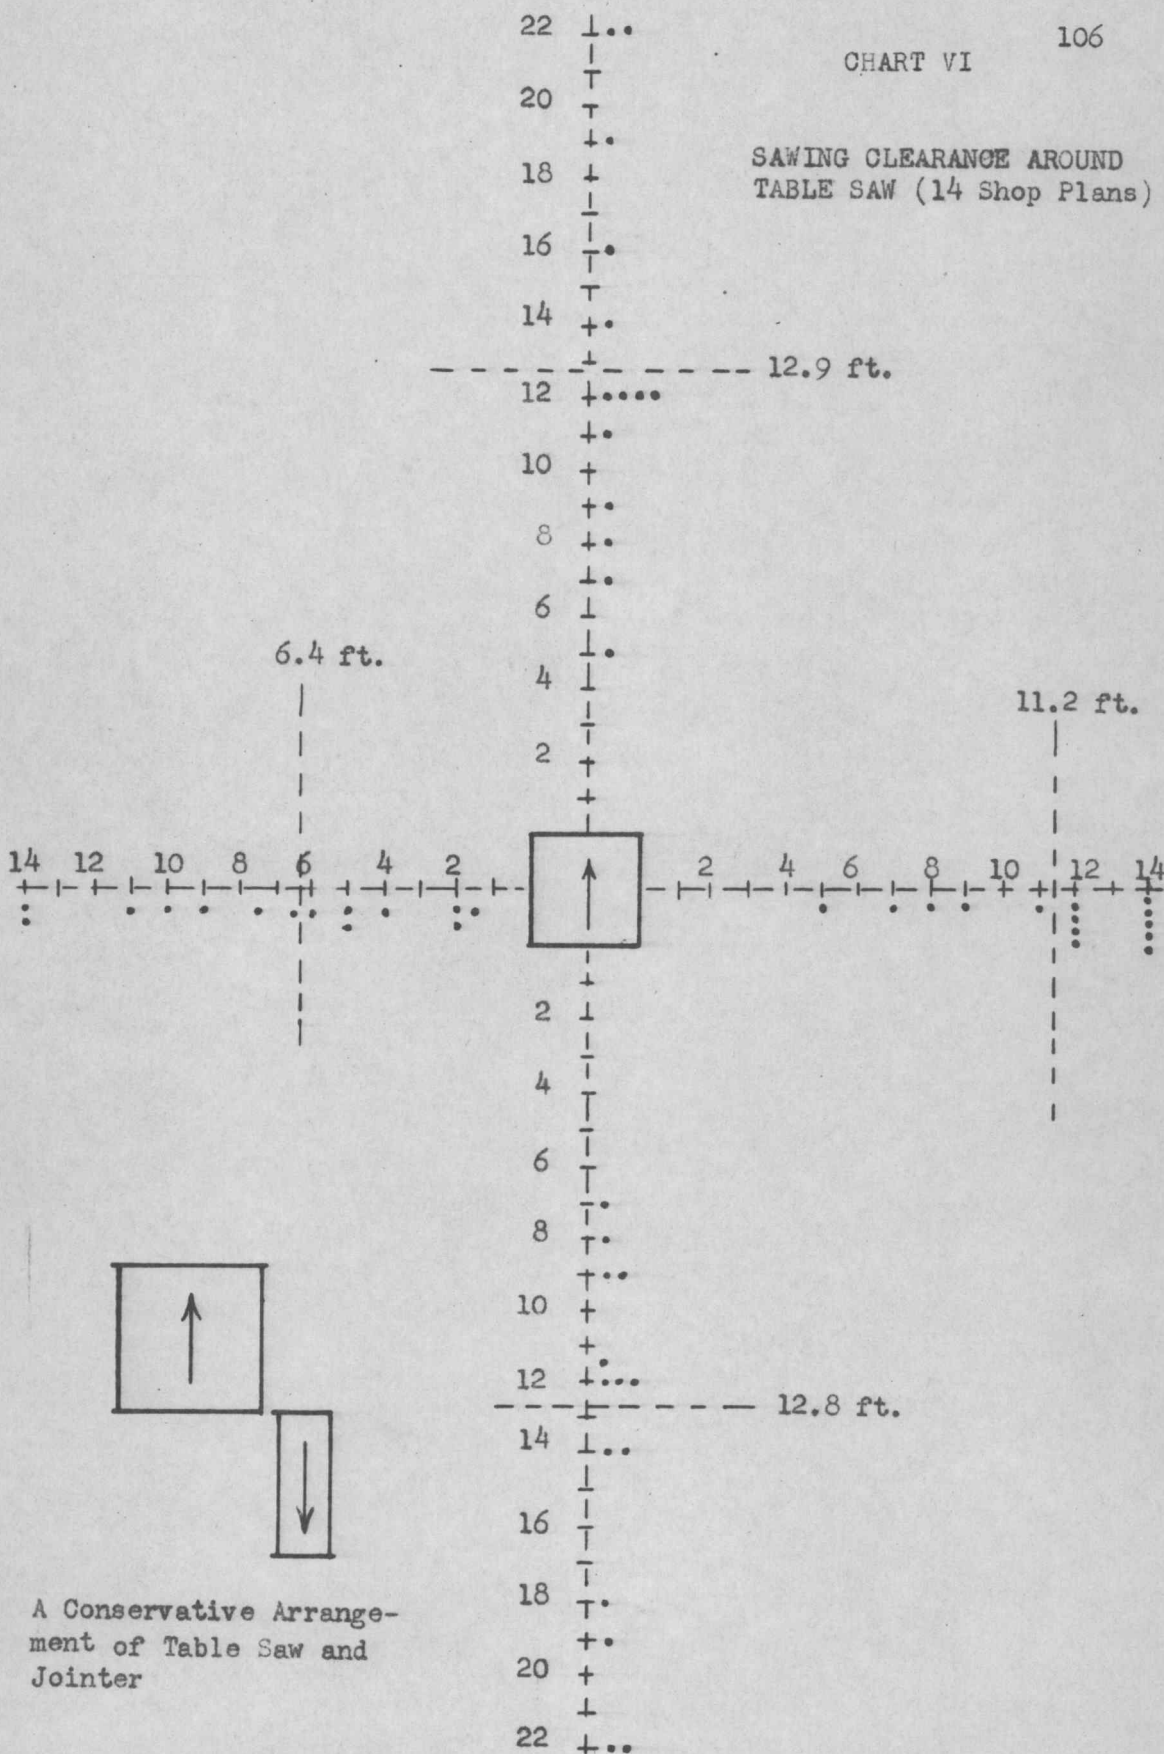 106
CHART VI
SAWING CLEARANCE AROUND
TABLE SAW (14 Shop Plans)
22
20
18
16
14
12.9 ft.
12
10
8
6
6.4 ft.
4
11.2 ft.
2
14 12 10 8 6 4 2 2 4 6 8 10 12 14
2
4
6
8
10
12
12.8 ft.
14
16
18
20
22
A Conservative Arrange-
ment of Table Saw and
Jointer